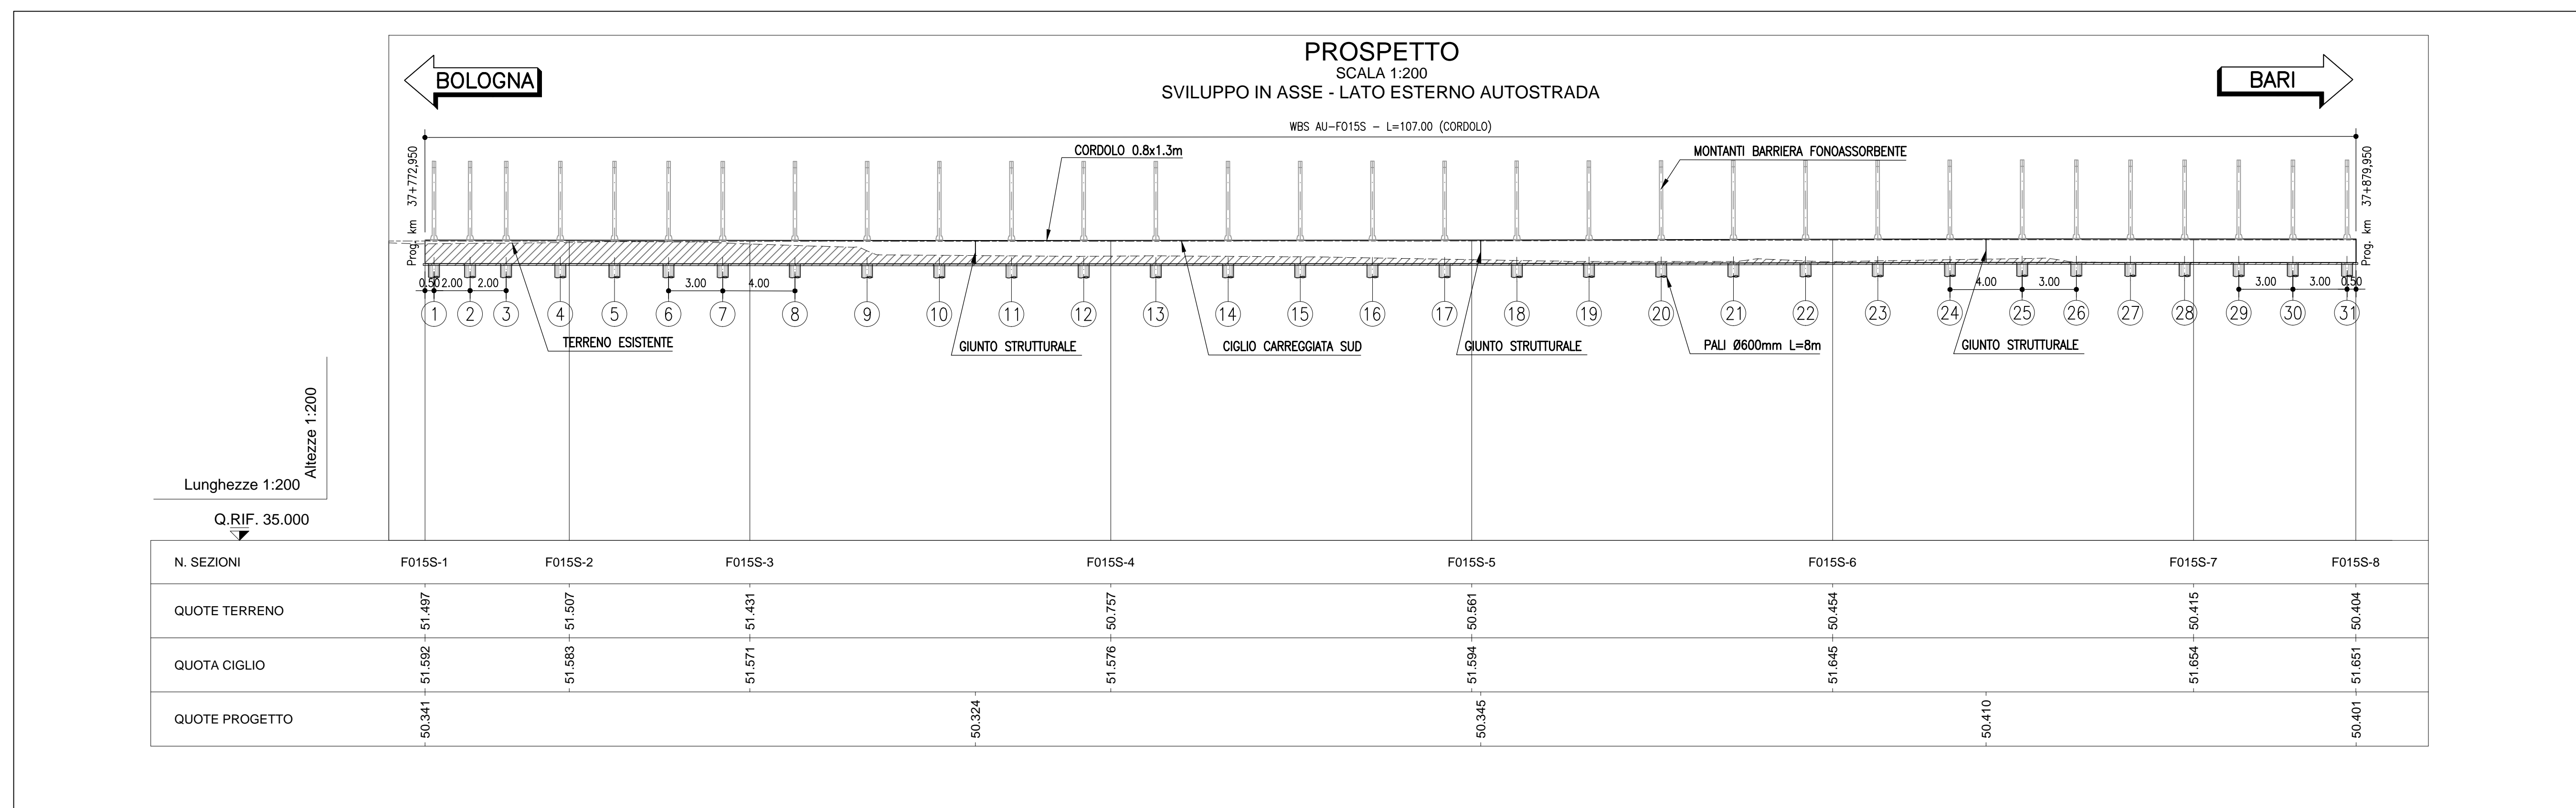 PROSPETTO
SCALA 1:200
SVILUPPO IN ASSE - LATO ESTERNO AUTOSTRADA
BOLOGNA
BARI
WBS AU-F015S - L=107.00 (CORDOLO)
CORDOLO 0.8x1.3m
MONTANTI BARRIERA FONOASSORBENTE
Prog. km 37+772,950
Prog. km 37+879,950
0.50 2.00 2.00 3.00 4.00 4.00 3.00 3.00 3.00 0.50
1 2 3 4 5 6 7 8 9 10 11 12 13 14 15 16 17 18 19 20 21 22 23 24 25 26 27 28 29 30 31
TERRENO ESISTENTE
GIUNTO STRUTTURALE
CIGLIO CARREGGIATA SUD
GIUNTO STRUTTURALE
PALI Ø600mm L=8m
GIUNTO STRUTTURALE
Altezze 1:200
Lunghezze 1:200
Q.RIF. 35.000
N. SEZIONI F015S-1 F015S-2 F015S-3 F015S-4 F015S-5 F015S-6 F015S-7 F015S-8
QUOTE TERRENO 51.497 51.507 51.431 50.757 50.561 50.454 50.415 50.404
QUOTA CIGLIO 51.592 51.583 51.571 51.576 51.594 51.645 51.654 51.651
QUOTE PROGETTO 50.341 50.324 50.345 50.410 50.401